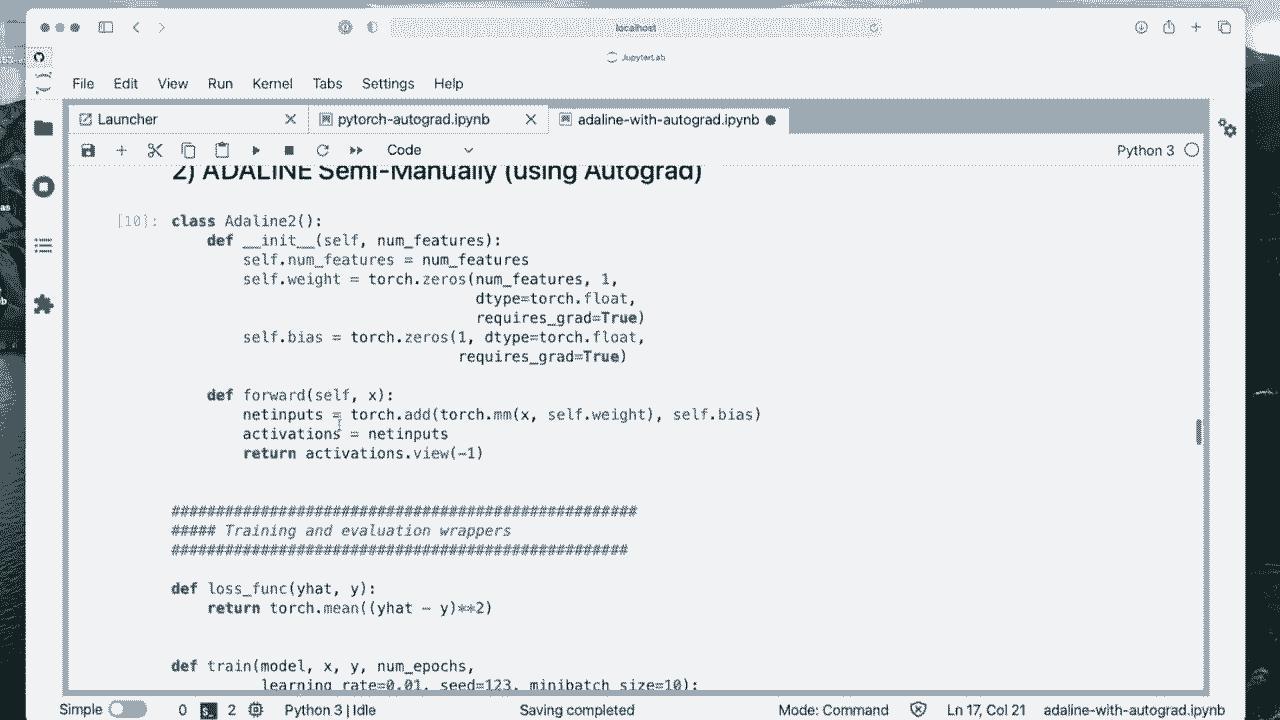 localhost
JupyterLab
File Edit View Run Kernel Tabs Settings Help
Launcher pytorch-autograd.ipynb adaline-with-autograd.ipynb
Code Python 3
2) ADALINE Semi-Manually (using Autograd)
[10]: class Adaline2():
def __init__(self, num_features):
self.num_features = num_features
self.weight = torch.zeros(num_features, 1,
dtype=torch.float,
requires_grad=True)
self.bias = torch.zeros(1, dtype=torch.float,
requires_grad=True)
def forward(self, x):
netinputs = torch.add(torch.mm(x, self.weight), self.bias)
activations = netinputs
return activations.view(-1)
####################################################
##### Training and evaluation wrappers
###################################################
def loss_func(yhat, y):
return torch.mean((yhat - y)**2)
def train(model, x, y, num_epochs,
learning_rate=0.01, seed=123, minibatch_size=10):
Simple 0 2 Python 3 | Idle Saving completed Mode: Command Ln 17, Col 21 adaline-with-autograd.ipynb